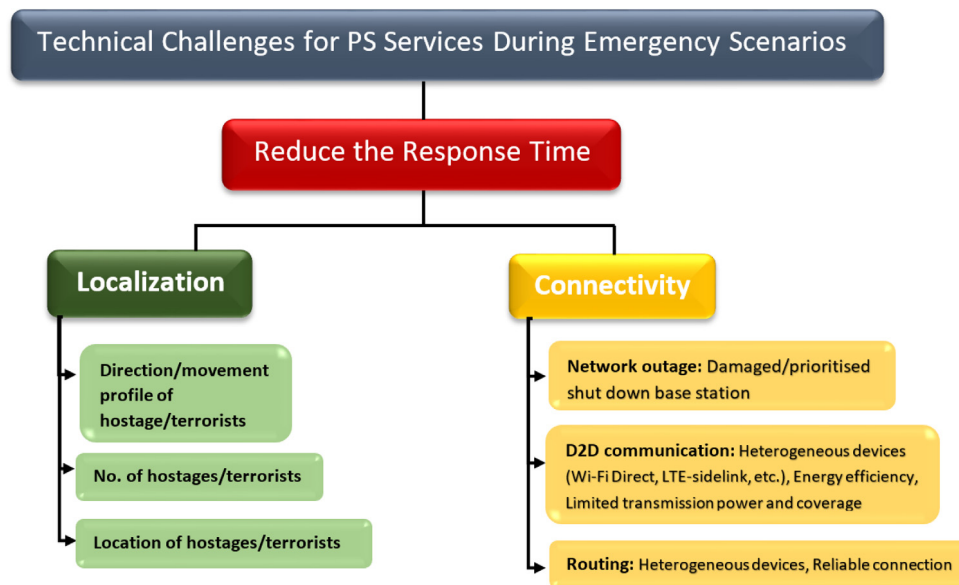 Technical Challenges for PS Services During Emergency Scenarios
Reduce the Response Time
Localization
Direction/movement
profile of
hostage/terrorists
No. of hostages/terrorists
Location of hostages/terrorists
Connectivity
Network outage: Damaged/prioritised
shut down base station
D2D communication: Heterogeneous devices
(Wi-Fi Direct, LTE-sidelink, etc.), Energy efficiency,
Limited transmission power and coverage
Routing: Heterogeneous devices, Reliable connection